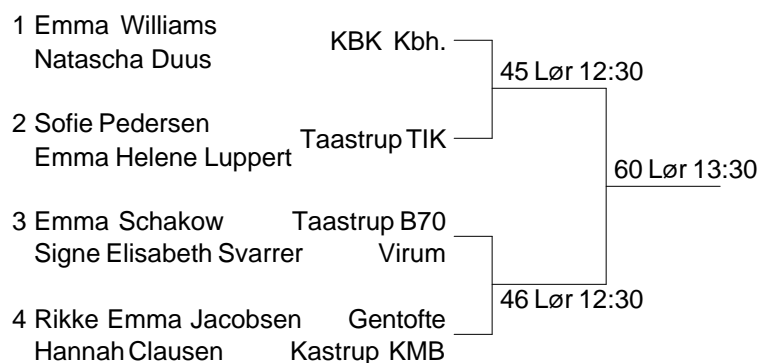 1 Emma Williams
KBK Kbh.
Natascha Duus
45 Lør 12:30
2 Sofie Pedersen
Taastrup TIK
Emma Helene Luppert
60 Lør 13:30
3 Emma Schakow Taastrup B70
Signe Elisabeth Svarrer Virum
46 Lør 12:30
4 Rikke Emma Jacobsen Gentofte
Hannah Clausen Kastrup KMB